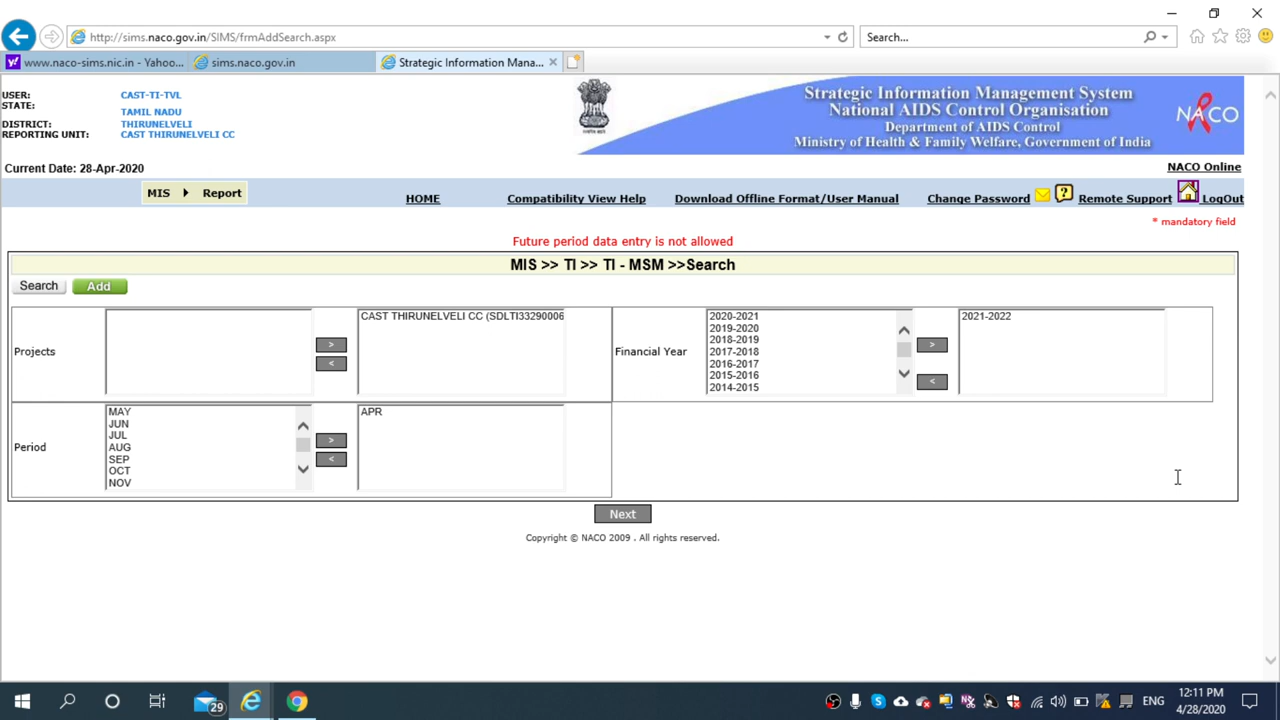 http://sims.naco.gov.in/SIMS/frmAddSearch.aspx
Search...
www.naco-sims.nic.in - Yahoo...
sims.naco.gov.in
Strategic Information Mana...
USER: CAST-TI-TVL
STATE: TAMIL NADU
DISTRICT: THIRUNELVELI
REPORTING UNIT: CAST THIRUNELVELI CC
Strategic Information Management System
National AIDS Control Organisation
Department of AIDS Control
Ministry of Health & Family Welfare, Government of India
NACO
Current Date: 28-Apr-2020
NACO Online
MIS Report
HOME Compatibility View Help Download Offline Format/User Manual Change Password Remote Support LogOut
* mandatory field
Future period data entry is not allowed
MIS >> TI >> TI - MSM >>Search
Search Add
Projects
CAST THIRUNELVELI CC (SDLTI33290006
>
<
Financial Year
2020-2021
2019-2020
2018-2019
2017-2018
2016-2017
2015-2016
2014-2015
>
<
2021-2022
Period
MAY
JUN
JUL
AUG
SEP
OCT
NOV
>
<
APR
Next
Copyright © NACO 2009 . All rights reserved.
29
ENG
12:11 PM
4/28/2020